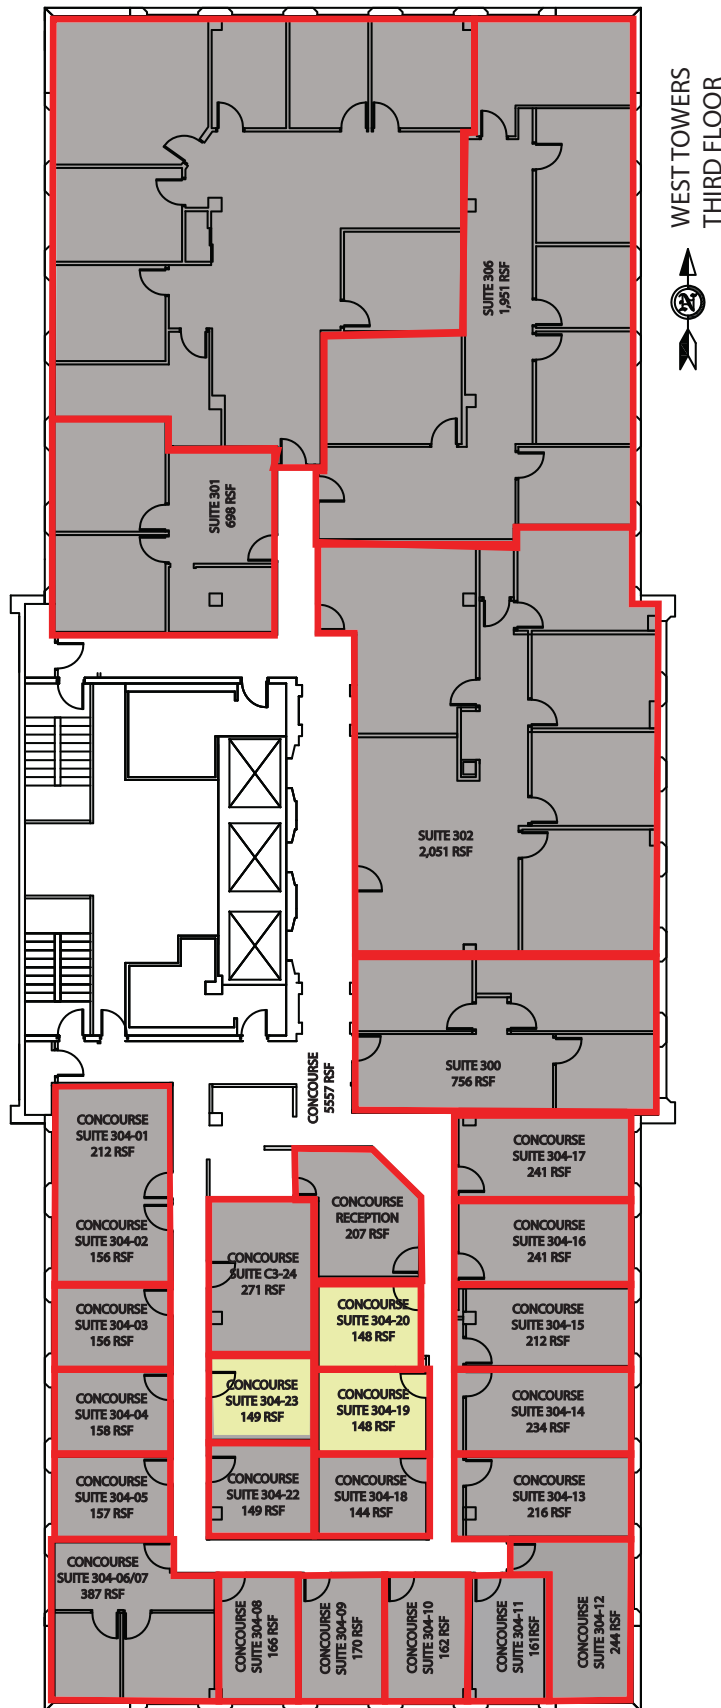 WEST TOWERS
THIRD FLOOR
N
SUITE 306
1,951 RSF
SUITE 301
698 RSF
SUITE 302
2,051 RSF
SUITE 300
756 RSF
CONCOURSE
5557 RSF
CONCOURSE
SUITE 304-01
212 RSF
CONCOURSE
SUITE 304-02
156 RSF
CONCOURSE
SUITE 304-03
156 RSF
CONCOURSE
SUITE 304-04
158 RSF
CONCOURSE
SUITE 304-05
157 RSF
CONCOURSE
SUITE 304-06/07
387 RSF
CONCOURSE
RECEPTION
207 RSF
CONCOURSE
SUITE C3-24
271 RSF
CONCOURSE
SUITE 304-20
148 RSF
CONCOURSE
SUITE 304-23
149 RSF
CONCOURSE
SUITE 304-19
148 RSF
CONCOURSE
SUITE 304-22
149 RSF
CONCOURSE
SUITE 304-18
144 RSF
CONCOURSE
SUITE 304-17
241 RSF
CONCOURSE
SUITE 304-16
241 RSF
CONCOURSE
SUITE 304-15
212 RSF
CONCOURSE
SUITE 304-14
234 RSF
CONCOURSE
SUITE 304-13
216 RSF
CONCOURSE
SUITE 304-08
166 RSF
CONCOURSE
SUITE 304-09
170 RSF
CONCOURSE
SUITE 304-10
162 RSF
CONCOURSE
SUITE 304-11
161RSF
CONCOURSE
SUITE 304-12
244 RSF